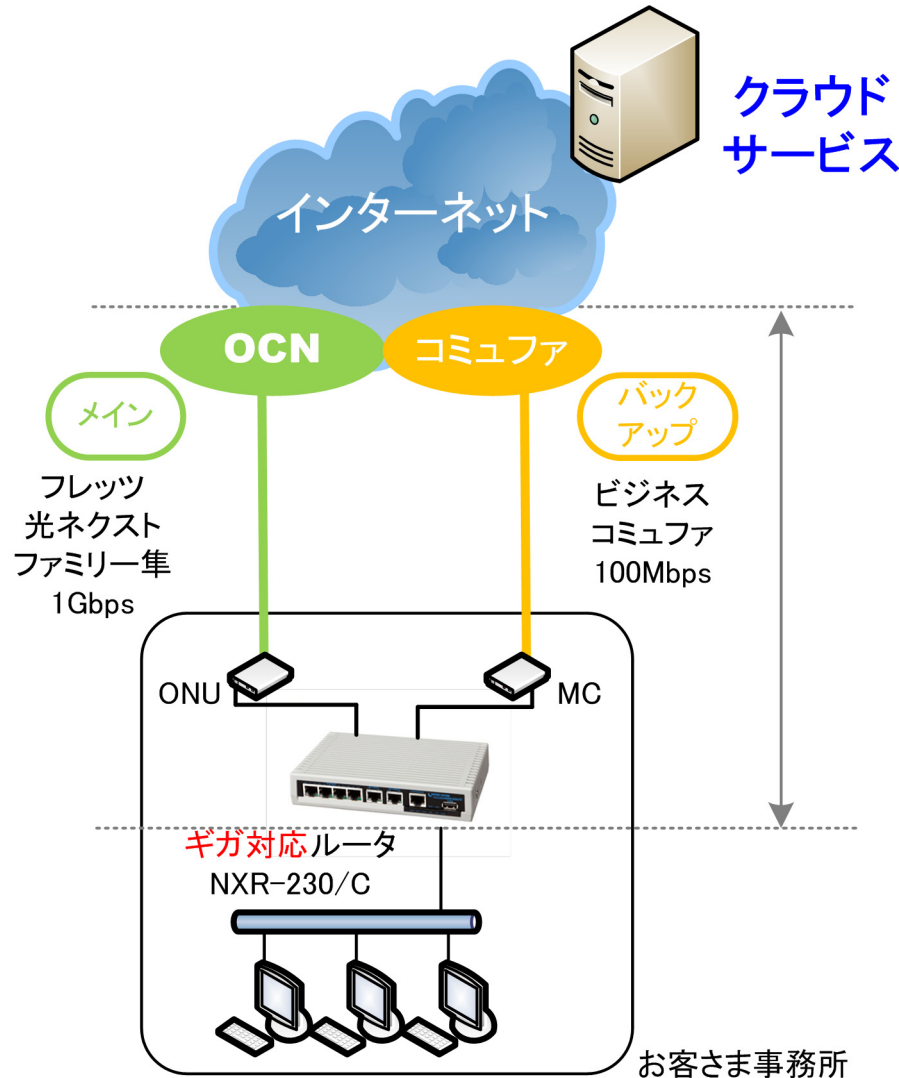 クラウド
サービス
インターネット
OCN
コミュファ
メイン
バック
アップ
フレッツ
光ネクスト
ファミリー隼
1Gbps
ビジネス
コミュファ
100Mbps
ONU
MC
ギガ対応ルータ
NXR-230/C
お客さま事務所